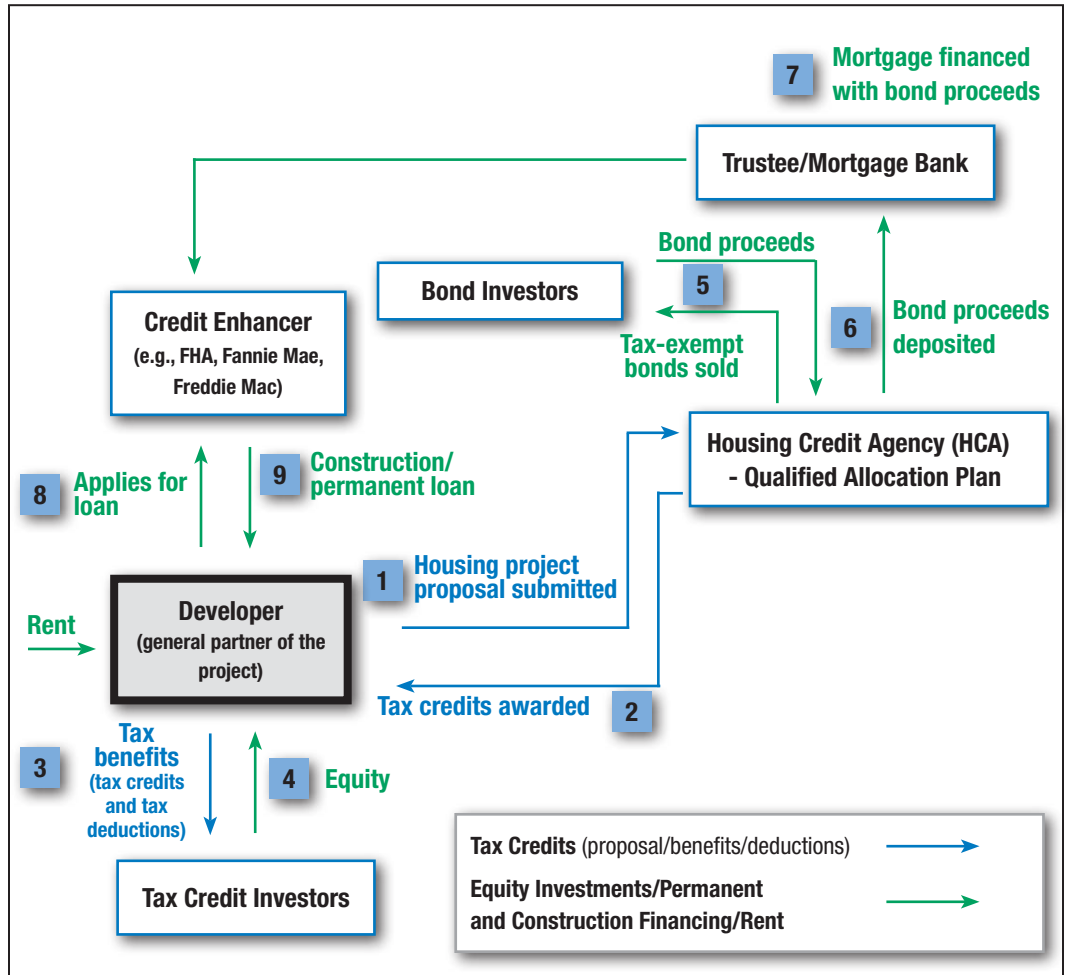 7
Mortgage financed
with bond proceeds
Trustee/Mortgage Bank
Bond proceeds
5
Bond Investors
Tax-exempt
bonds sold
6
Bond proceeds
deposited
Credit Enhancer
(e.g., FHA, Fannie Mae,
Freddie Mac)
Housing Credit Agency (HCA)
- Qualified Allocation Plan
8
Applies for
loan
9
Construction/
permanent loan
1
Housing project
proposal submitted
Developer
(general partner of the
project)
Rent
Tax credits awarded
2
3
Tax
benefits
(tax credits
and tax
deductions)
4
Equity
Tax Credit Investors
Tax Credits (proposal/benefits/deductions)
Equity Investments/Permanent
and Construction Financing/Rent